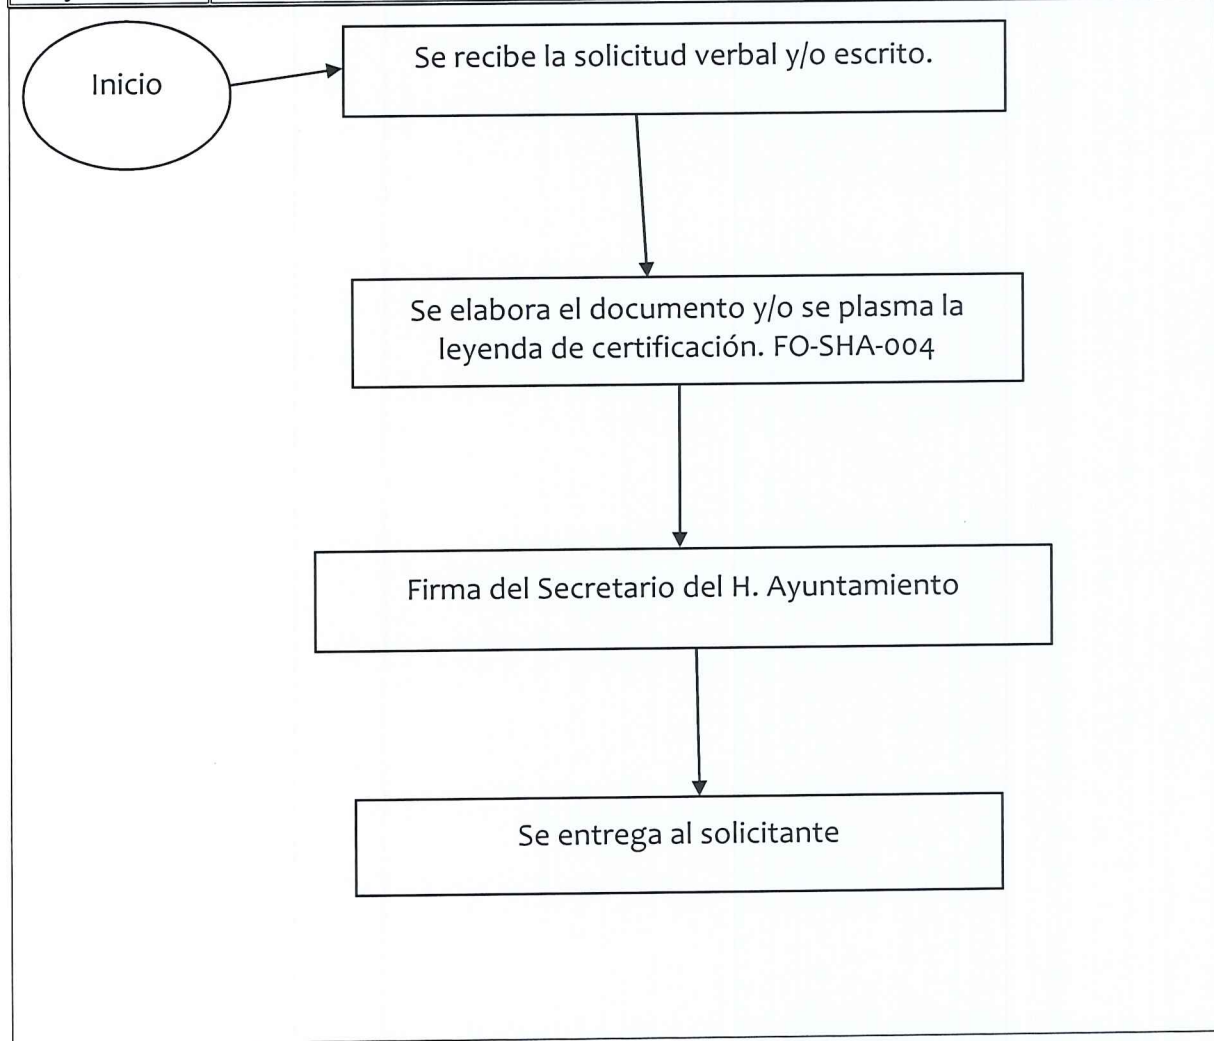 Inicio
Se recibe la solicitud verbal y/o escrito.
Se elabora el documento y/o se plasma la
leyenda de certificación. FO-SHA-004
Firma del Secretario del H. Ayuntamiento
Se entrega al solicitante